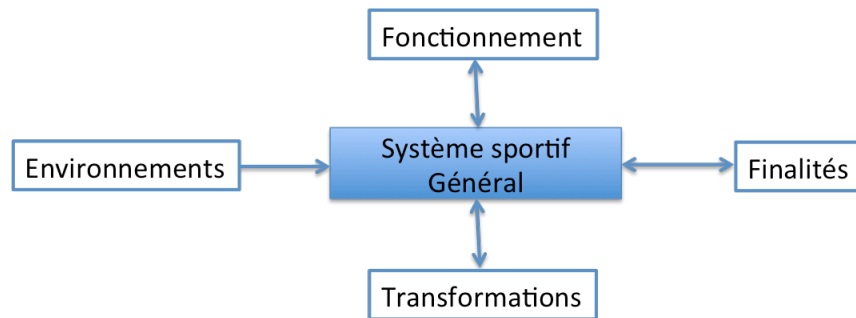 Fonctionnement
Environnements
Système sportif
Général
Finalités
Transformations